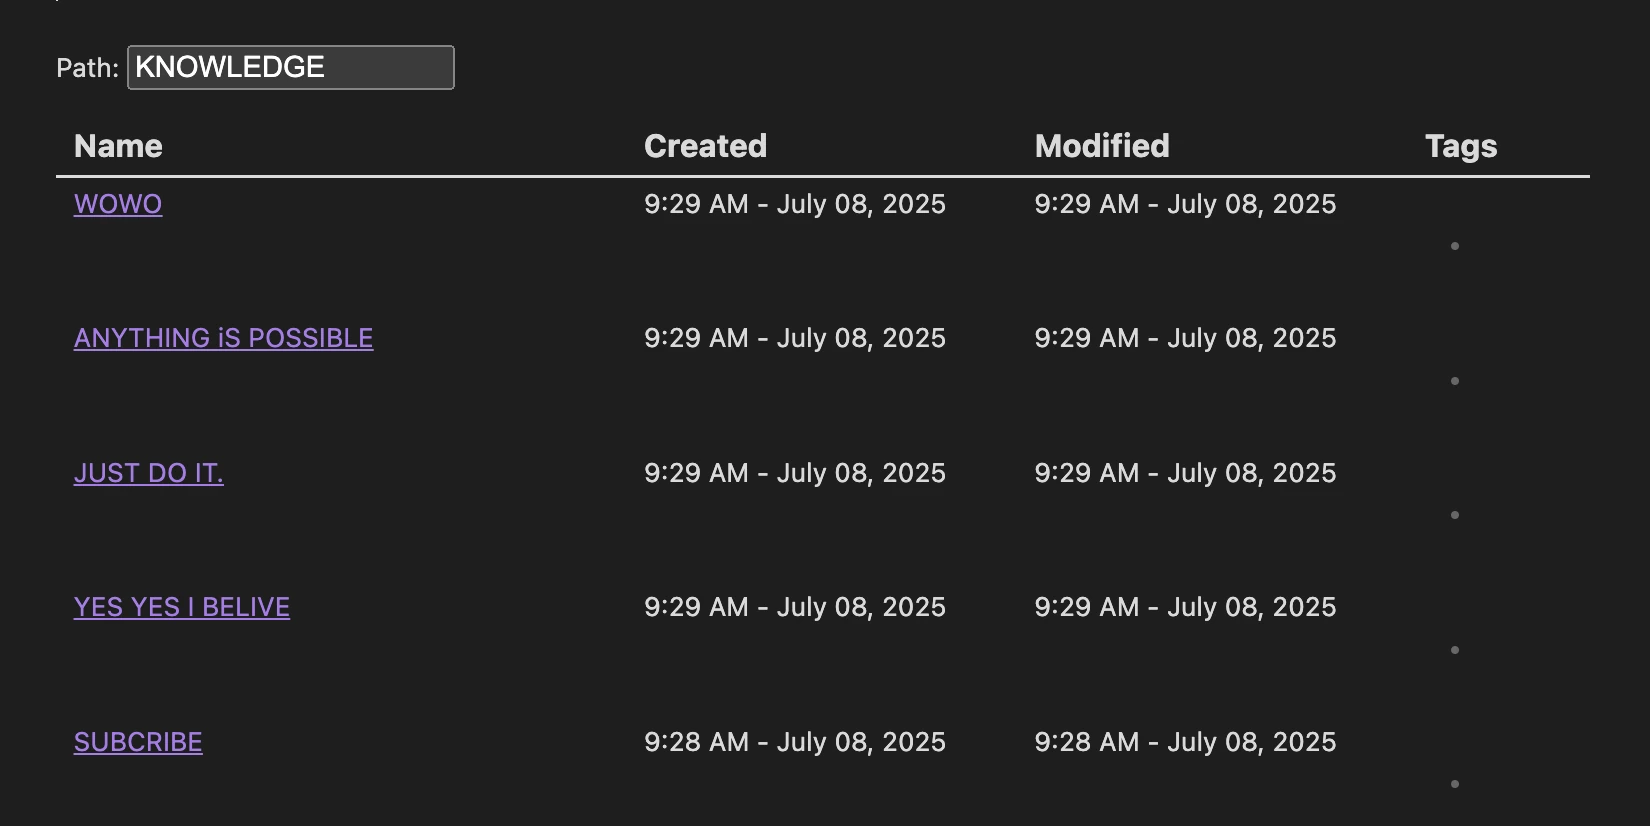 Path: KNOWLEDGE
Name Created Modified Tags
WOWO 9:29 AM - July 08, 2025 9:29 AM - July 08, 2025
ANYTHING iS POSSIBLE 9:29 AM - July 08, 2025 9:29 AM - July 08, 2025
JUST DO IT. 9:29 AM - July 08, 2025 9:29 AM - July 08, 2025
YES YES I BELIVE 9:29 AM - July 08, 2025 9:29 AM - July 08, 2025
SUBCRIBE 9:28 AM - July 08, 2025 9:28 AM - July 08, 2025